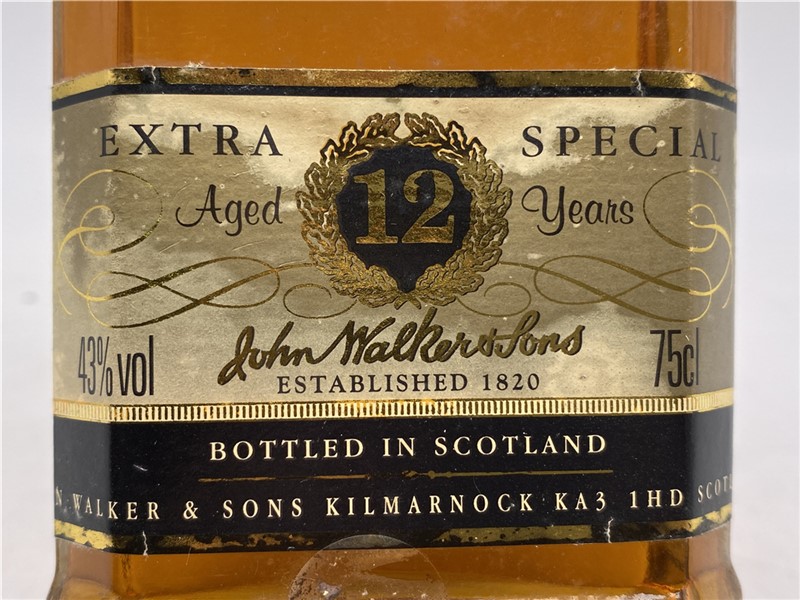 EXTRA SPECIAL
Aged 12 Years
John Walker & Sons
43% vol 75cl
ESTABLISHED 1820
BOTTLED IN SCOTLAND
WALKER & SONS KILMARNOCK KA3 1HD